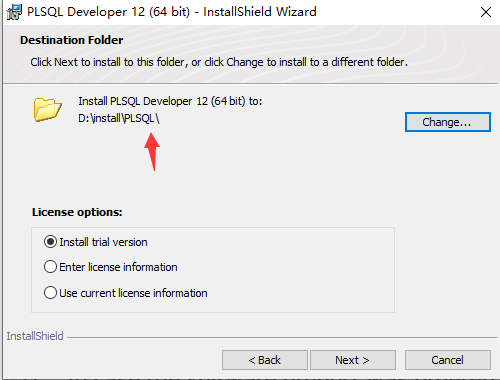 PLSQL Developer 12 (64 bit) - InstallShield Wizard
Destination Folder
Click Next to install to this folder, or click Change to install to a different folder.
Install PLSQL Developer 12 (64 bit) to:
D:\install\PLSQL\
Change...
License options:
Install trial version
Enter license information
Use current license information
InstallShield
< Back
Next >
Cancel